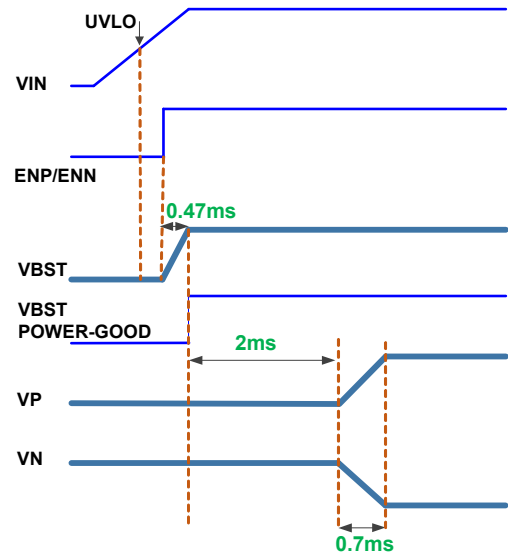 UVLO
VIN
ENP/ENN
0.47ms
VBST
VBST
POWER-GOOD
2ms
VP
VN
0.7ms